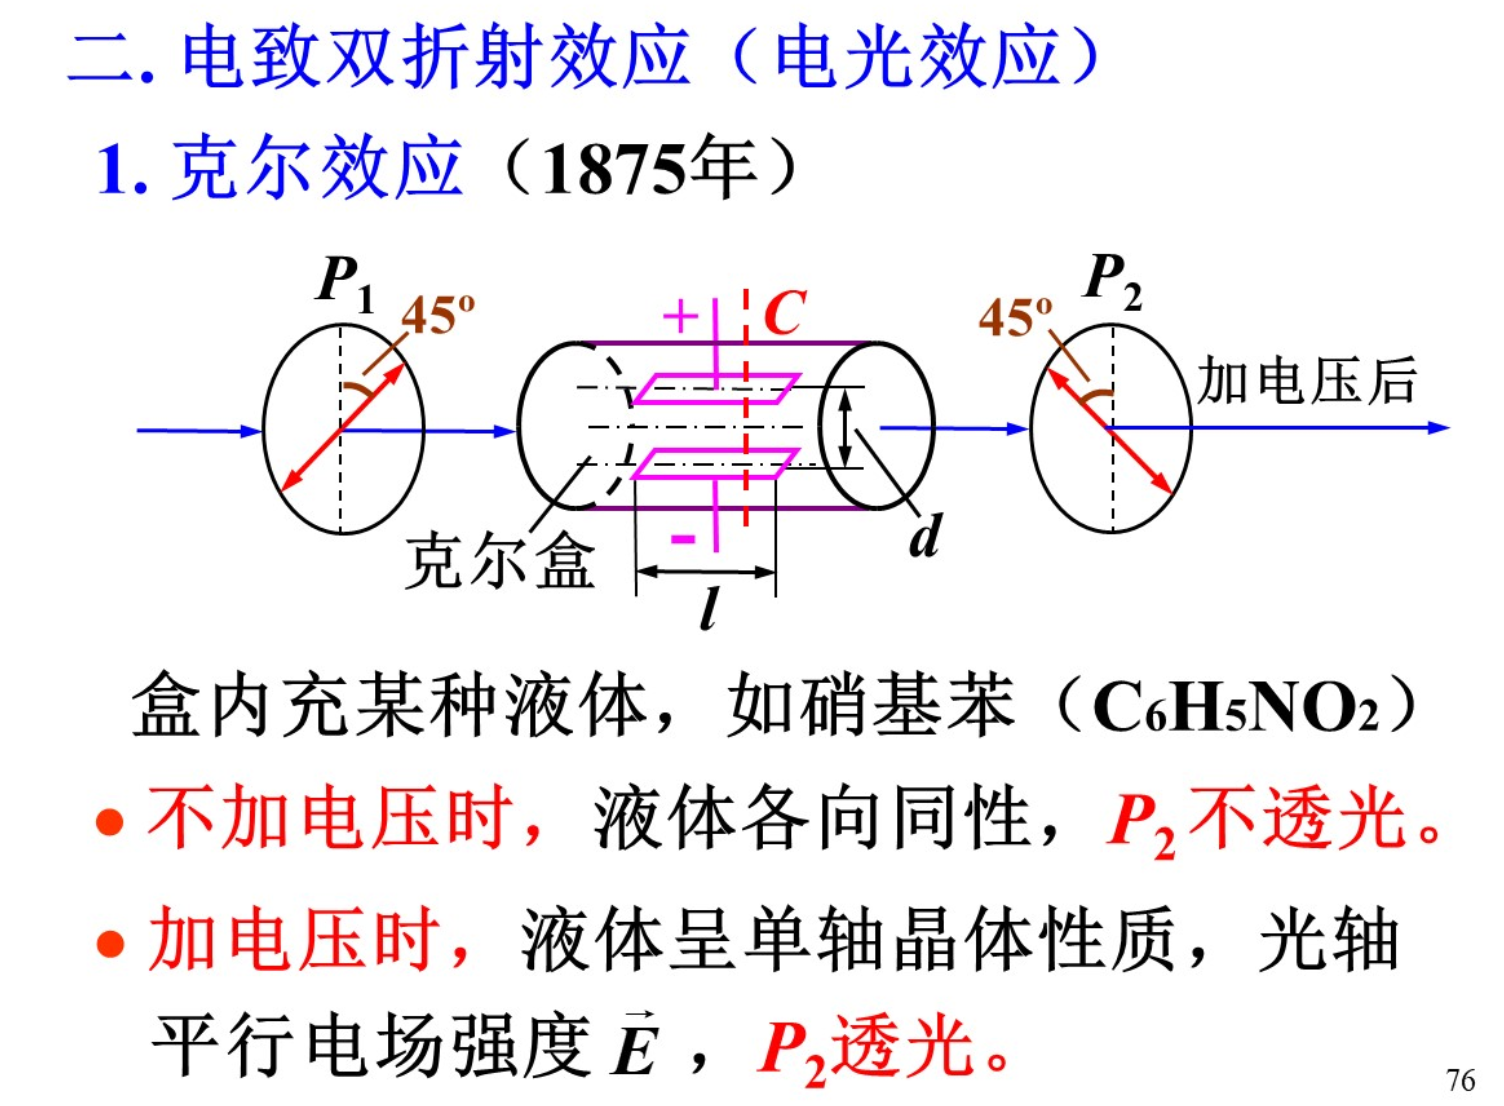 二. 电致双折射效应（电光效应）
1. 克尔效应（1875年）
P1
45º
+
C
45º
P2
加电压后
克尔盒
-
d
l
盒内充某种液体，如硝基苯（C6H5NO2）
● 不加电压时，液体各向同性，P2 不透光。
● 加电压时，液体呈单轴晶体性质，光轴
平行电场强度 E⃗ ，P2透光。
76